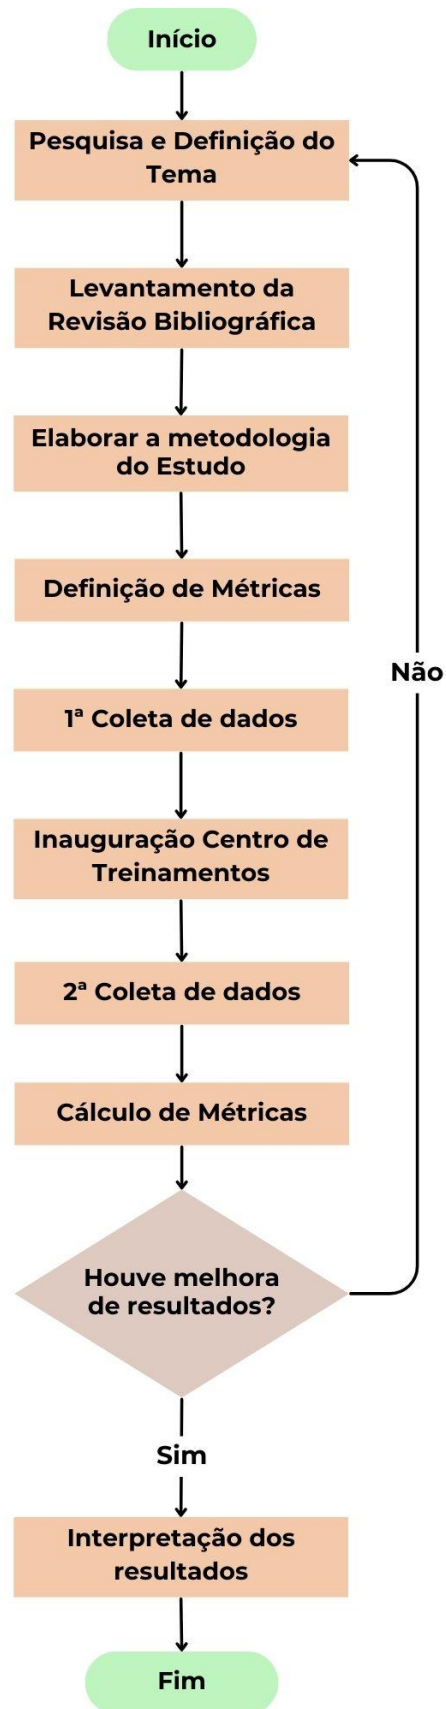 Início
Pesquisa e Definição do
Tema
Levantamento da
Revisão Bibliográfica
Elaborar a metodologia
do Estudo
Definição de Métricas
Não
1ª Coleta de dados
Inauguração Centro de
Treinamentos
2ª Coleta de dados
Cálculo de Métricas
Houve melhora
de resultados?
Sim
Interpretação dos
resultados
Fim